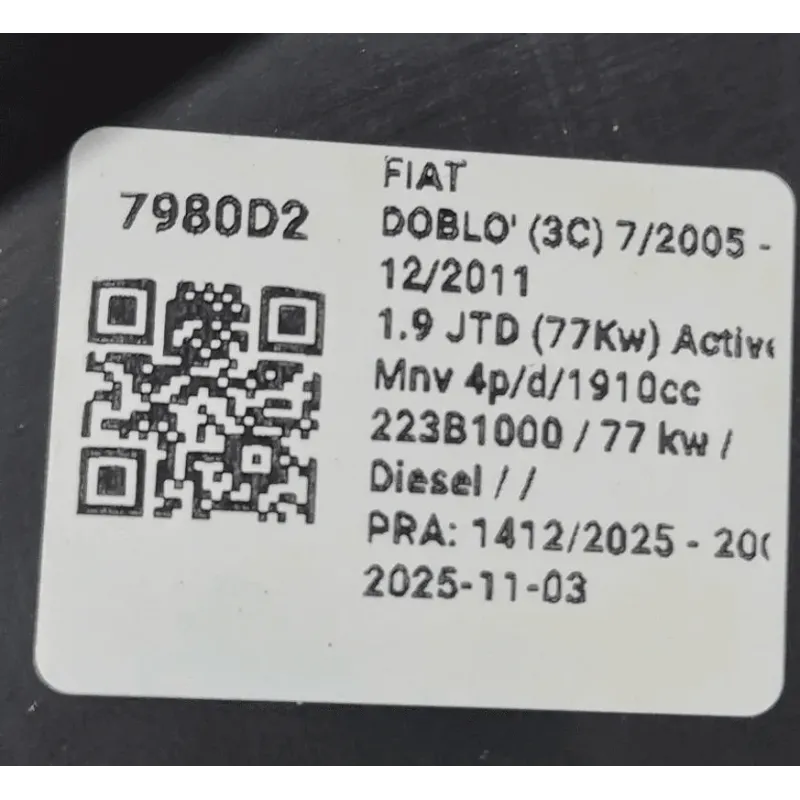 7980D2
FIAT
DOBLO' (3C) 7/2005 -
12/2011
1.9 JTD (77Kw) Active
Mnv 4p/d/1910cc
223B1000 / 77 kw /
Diesel / /
PRA: 1412/2025 - 200
2025-11-03